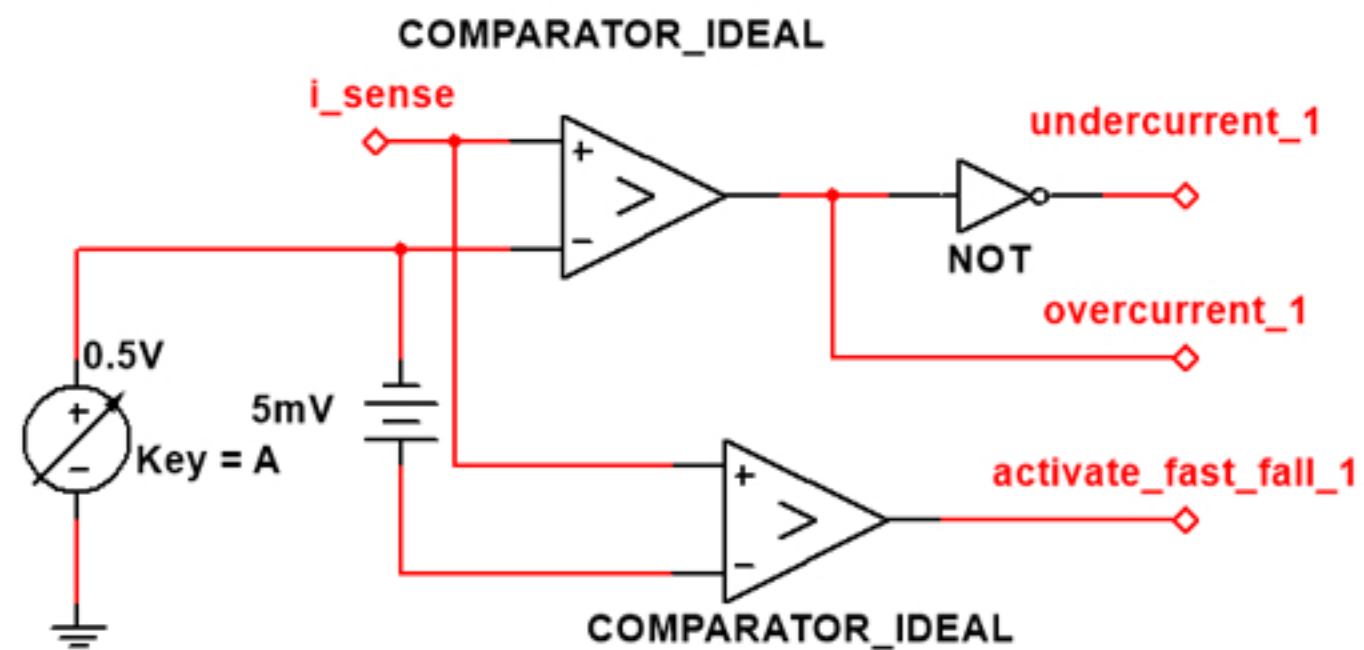 COMPARATOR_IDEAL
i_sense
undercurrent_1
+
>
−
NOT
overcurrent_1
0.5V
+
−
Key = A
5mV
activate_fast_fall_1
+
>
−
COMPARATOR_IDEAL